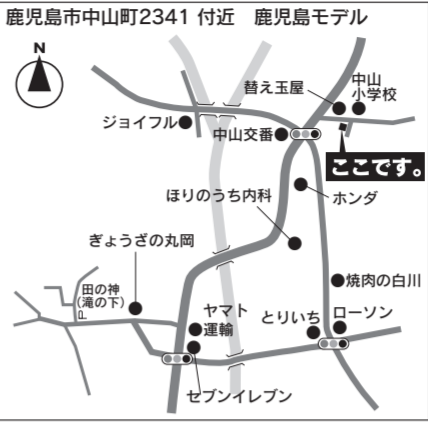 鹿児島市中山町2341 付近　鹿児島モデル
N
替え玉屋
中山
小学校
ジョイフル
中山交番
ここです。
ほりのうち内科
ホンダ
ぎょうざの丸岡
田の神
(滝の下)
焼肉の白川
ヤマト
運輸
とりいち
ローソン
セブンイレブン